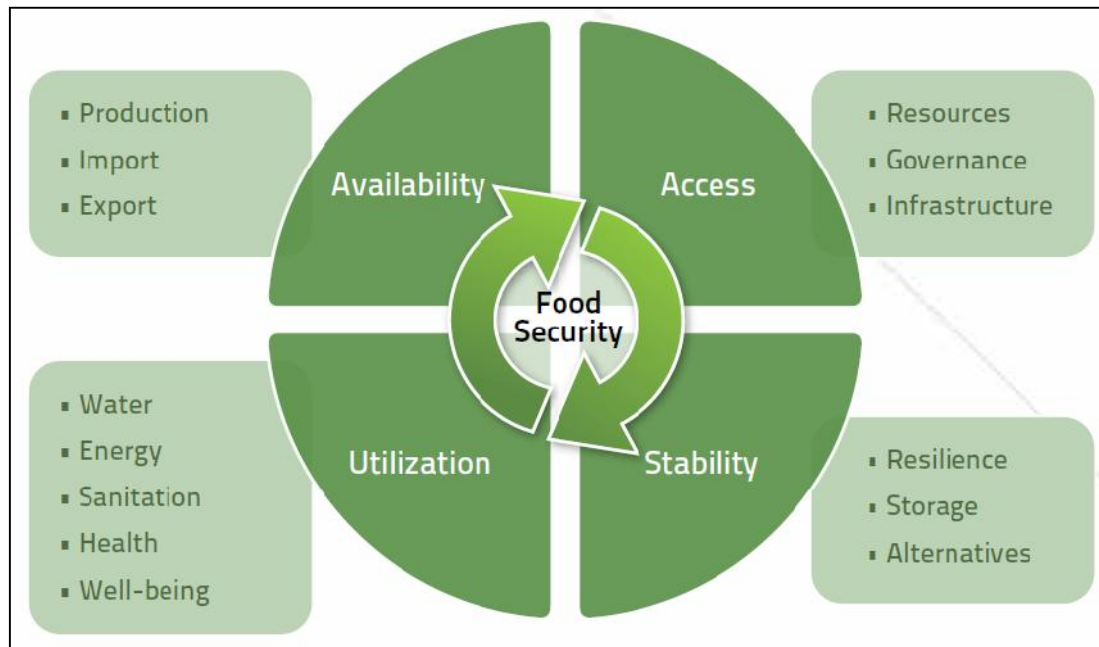 ▪ Production
▪ Import
▪ Export
Availability
Access
▪ Resources
▪ Governance
▪ Infrastructure
Food
Security
▪ Water
▪ Energy
▪ Sanitation
▪ Health
▪ Well-being
Utilization
Stability
▪ Resilience
▪ Storage
▪ Alternatives